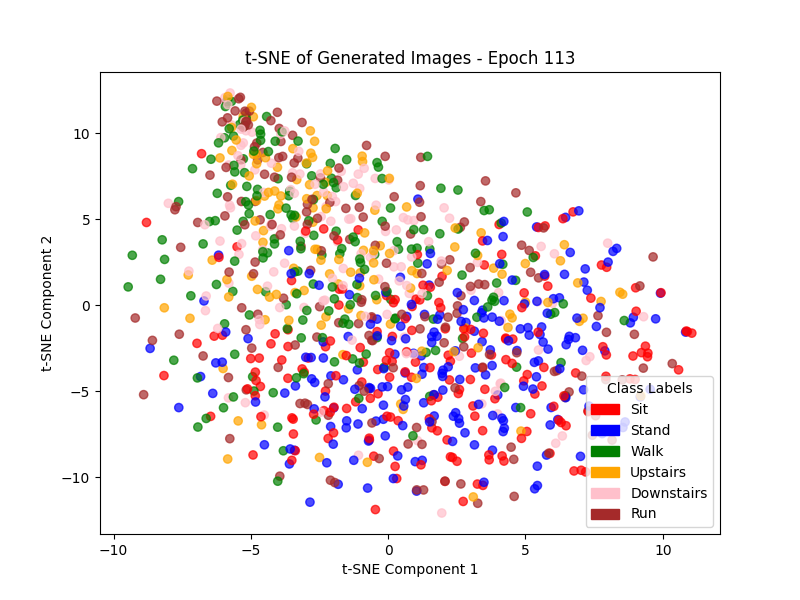 t-SNE of Generated Images - Epoch 113
t-SNE Component 2
10
5
0
−5
−10
Class Labels
Sit
Stand
Walk
Upstairs
Downstairs
Run
−10
−5
0
5
10
t-SNE Component 1